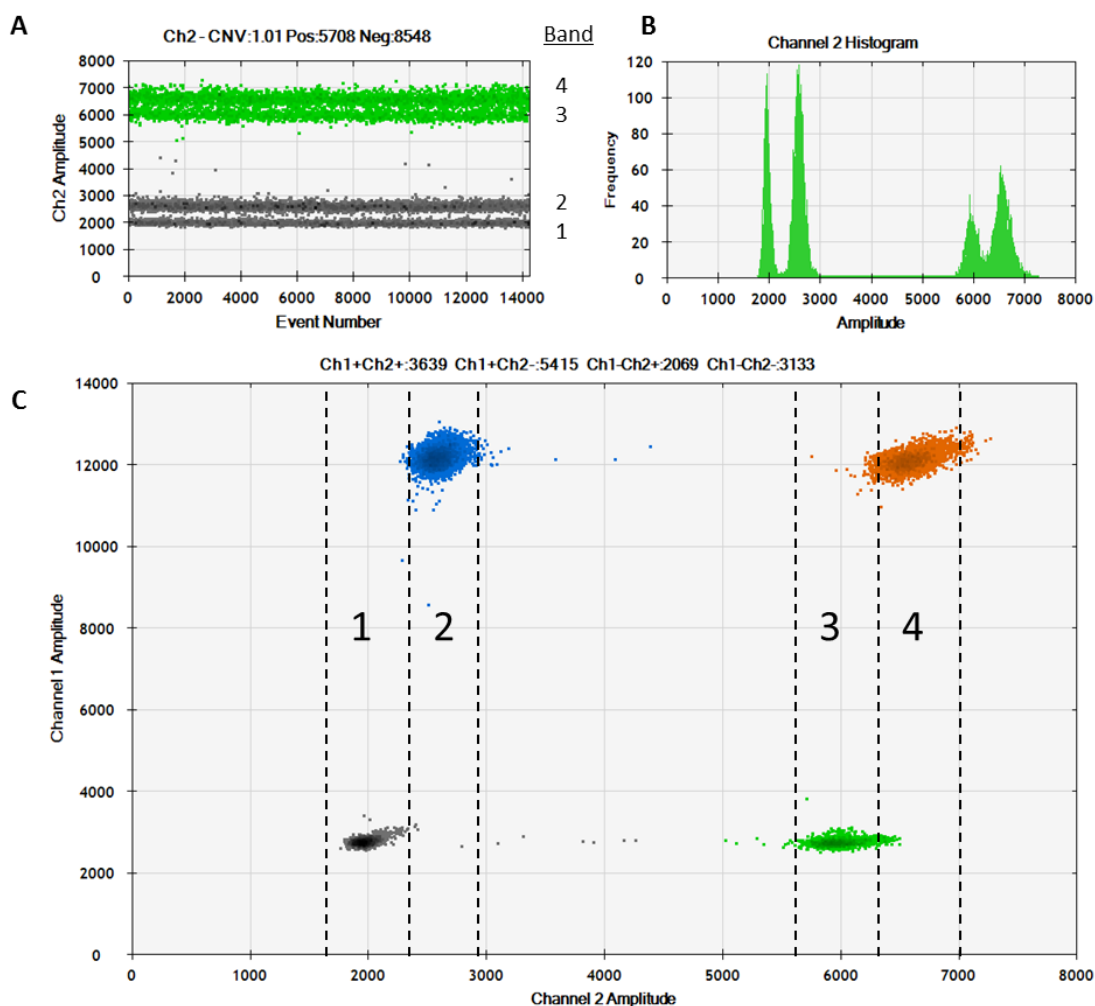 A
Ch2 - CNV:1.01 Pos:5708 Neg:8548
Band
8000
7000
6000
5000
4000
3000
2000
1000
0
4
3
2
1
Ch2 Amplitude
0 2000 4000 6000 8000 10000 12000 14000
Event Number
B
Channel 2 Histogram
120
100
80
60
40
20
0
Frequency
0 1000 2000 3000 4000 5000 6000 7000 8000
Amplitude
C
Ch1+Ch2+:3639 Ch1+Ch2-:5415 Ch1-Ch2+:2069 Ch1-Ch2-:3133
14000
12000
10000
8000
6000
4000
2000
0
Channel 1 Amplitude
1 2 3 4
0 1000 2000 3000 4000 5000 6000 7000 8000
Channel 2 Amplitude